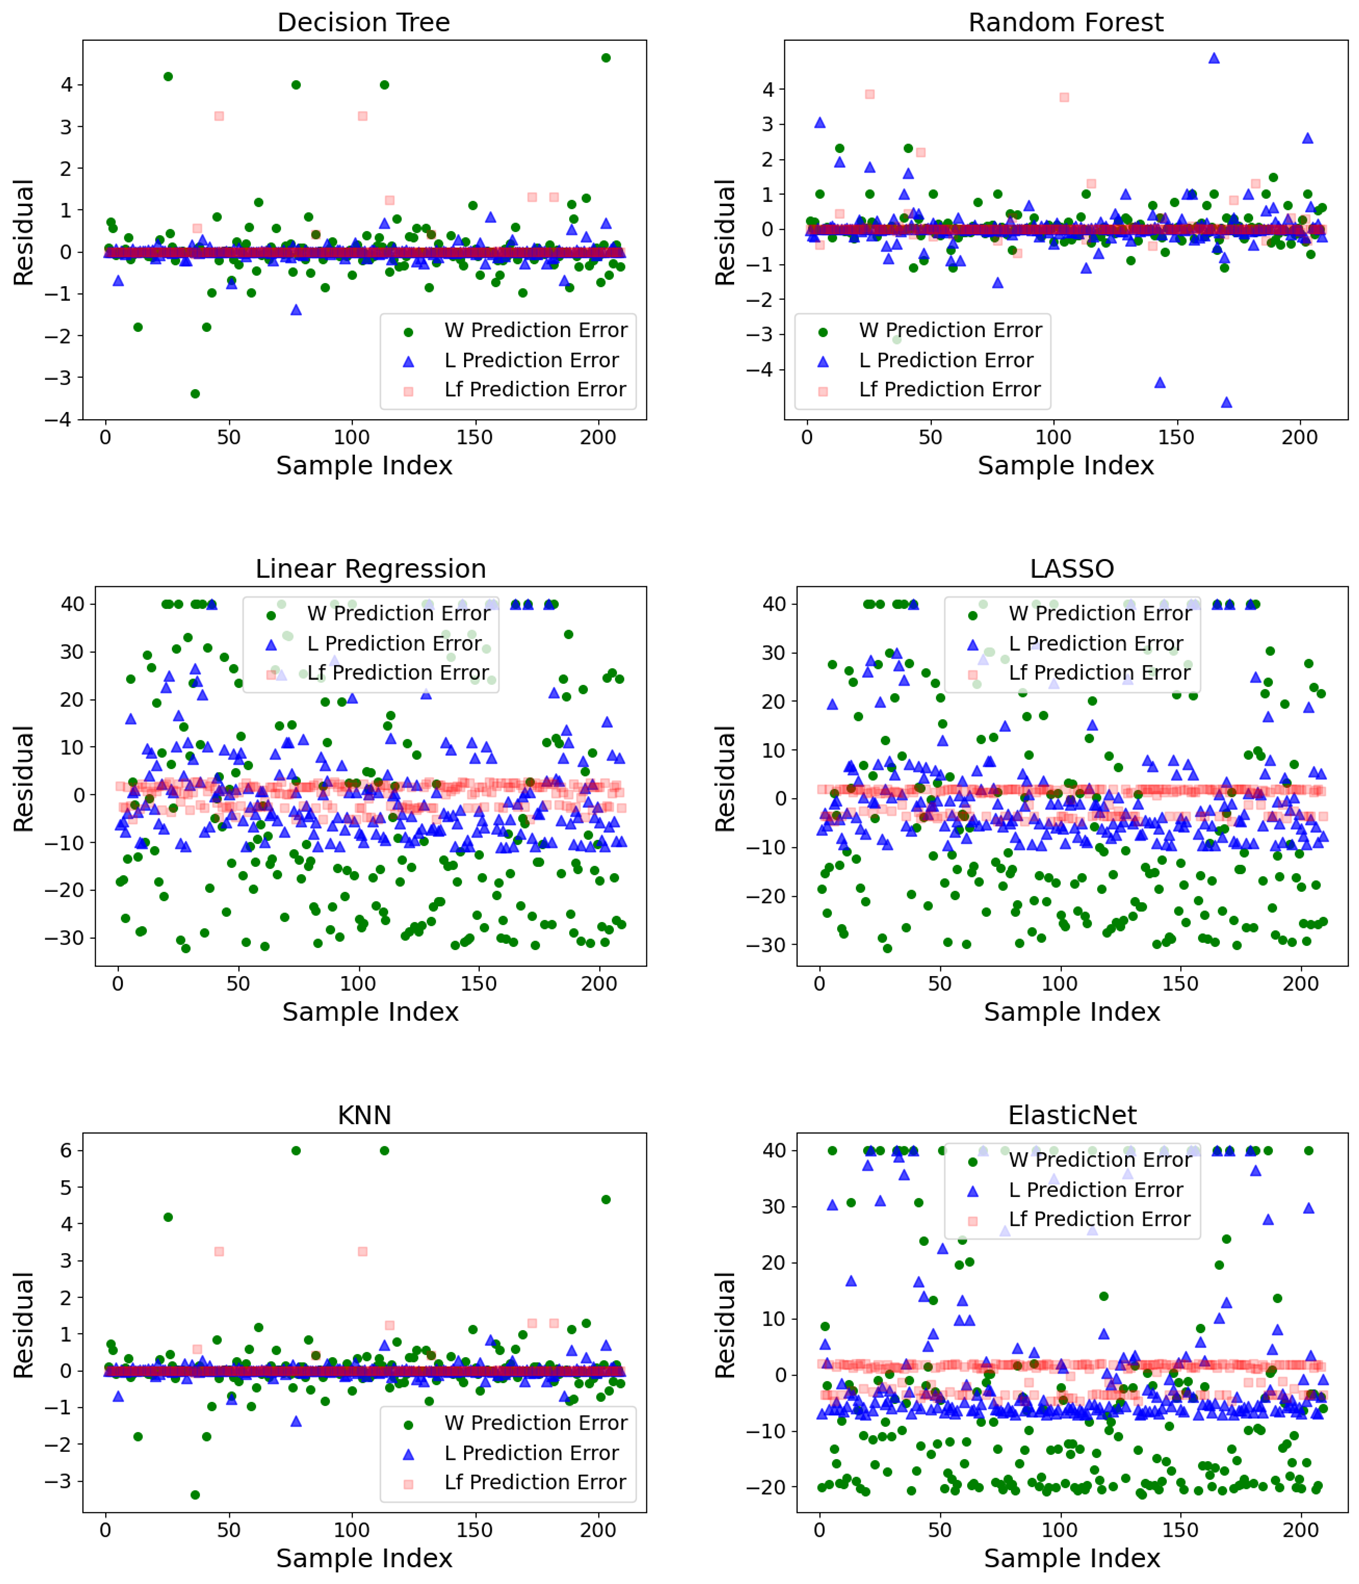 Decision Tree
Residual
4
3
2
1
0
−1
−2
−3
−4
W Prediction Error
L Prediction Error
Lf Prediction Error
0 50 100 150 200
Sample Index
Random Forest
Residual
4
3
2
1
0
−1
−2
−3
−4
W Prediction Error
L Prediction Error
Lf Prediction Error
0 50 100 150 200
Sample Index
Linear Regression
Residual
40
30
20
10
0
−10
−20
−30
W Prediction Error
L Prediction Error
Lf Prediction Error
0 50 100 150 200
Sample Index
LASSO
Residual
40
30
20
10
0
−10
−20
−30
W Prediction Error
L Prediction Error
Lf Prediction Error
0 50 100 150 200
Sample Index
KNN
Residual
6
5
4
3
2
1
0
−1
−2
−3
W Prediction Error
L Prediction Error
Lf Prediction Error
0 50 100 150 200
Sample Index
ElasticNet
Residual
40
30
20
10
0
−10
−20
W Prediction Error
L Prediction Error
Lf Prediction Error
0 50 100 150 200
Sample Index